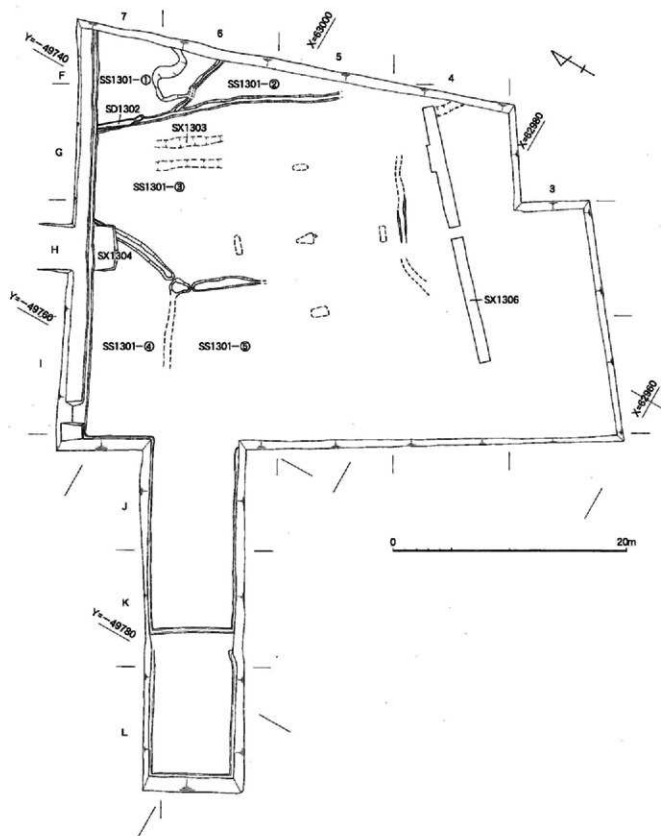 7
6
X=63000
5
4
Y=-49740
F
SS1301-①
SS1301-②
SD1302
X=62980
SX1303
G
SS1301-③
3
H
SX1304
Y=-49760
SX1306
SS1301-④
SS1301-⑤
I
X=62960
J
0
20m
K
Y=-49780
L